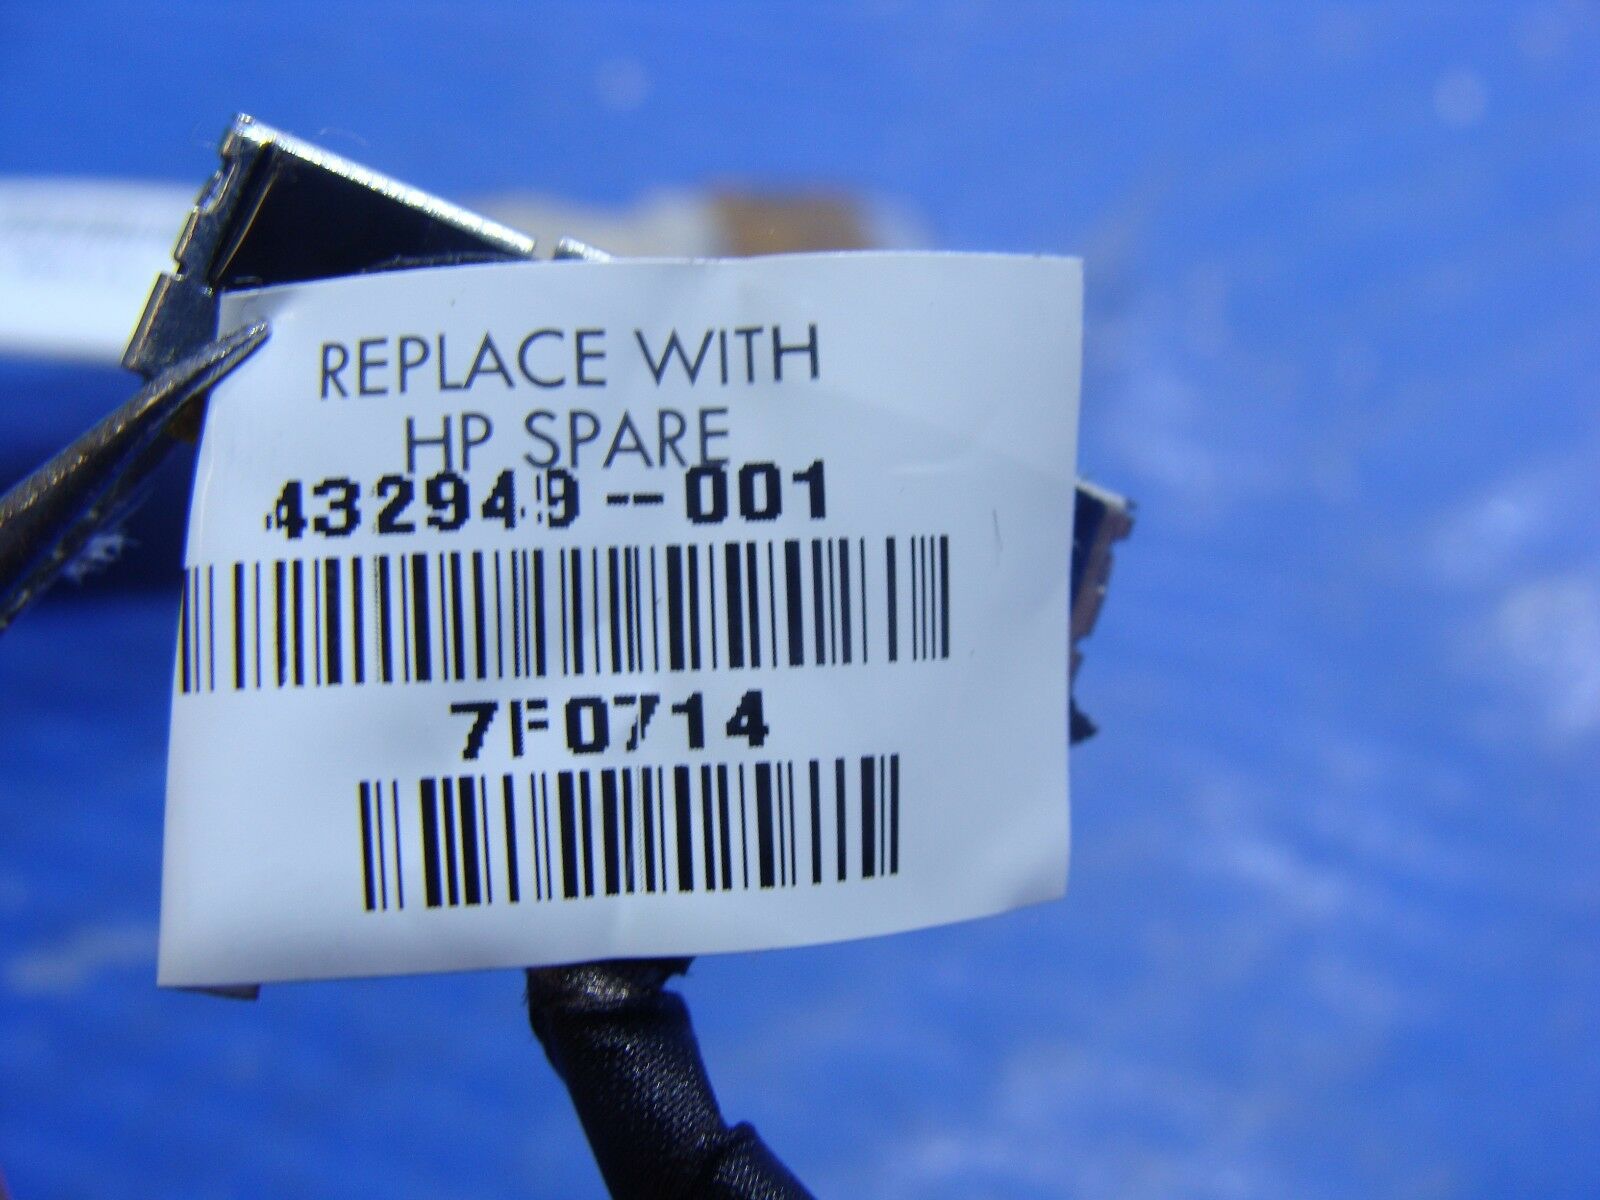 REPLACE WITH
HP SPARE
432949-001
7F0714